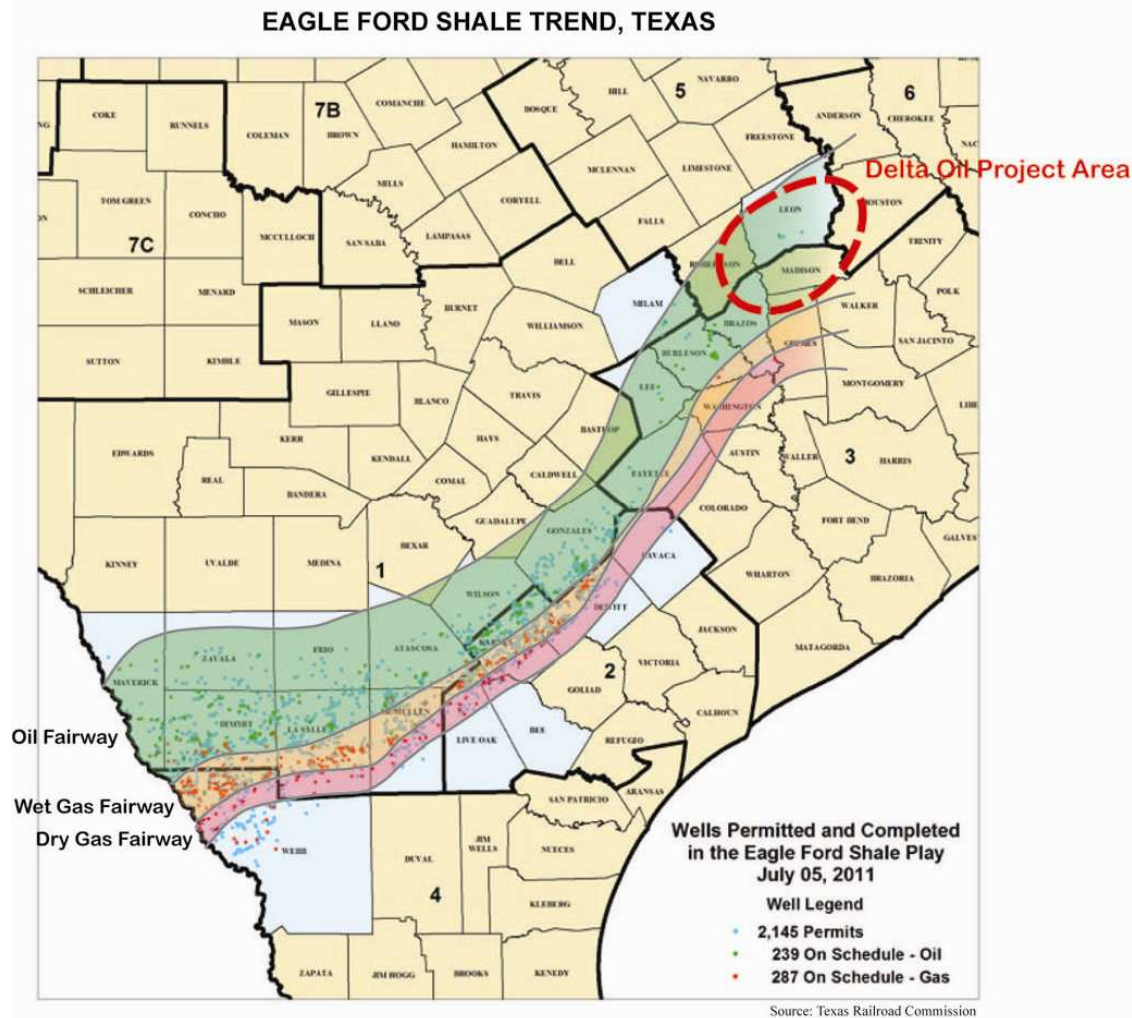 EAGLE FORD SHALE TREND, TEXAS
NAVARRO
HILL
5
6
COKE
7B
COMANCHE
BOSQUE
ANDERSON
CHEROKEE
RUNNELS
COLEMAN
BROWN
FREESTONE
NAC
HAMILTON
MCLENNAN
LIMESTONE
Delta Oil Project Area
MILLS
TOM GREEN
CORYELL
HOUSTON
CONCHO
LEON
FALLS
MCCULLOCH
SAN SABA
LAMPASAS
TRINITY
7C
BELL
MADISON
SCHLEICHER
MENARD
POLK
MILAM
WALKER
BURNET
MASON
LLANO
WILLIAMSON
BRAZOS
SUTTON
KIMBLE
BURLESON
SAN JACINTO
LEE
MONTGOMERY
GILLESPIE
TRAVIS
BLANCO
WASHINGTON
LIBE
BASTROP
KERR
HAYS
EDWARDS
AUSTIN
WALLER
3
HARRIS
KENDALL
REAL
CALDWELL
FAYETTE
COMAL
BANDERA
COLORADO
GUADALUPE
FORT BEND
GONZALES
GALVES
BEXAR
KINNEY
UVALDE
MEDINA
1
LAVACA
WHARTON
BRAZORIA
WILSON
DEWITT
JACKSON
ATASCOSA
MATAGORDA
FRIO
ZAVALA
VICTORIA
2
MAVERICK
GOLIAD
CALHOUN
DIMMIT
LA SALLE
LIVE OAK
BEE
Oil Fairway
REFUGIO
ARANSAS
SAN PATRICIO
Wet Gas Fairway
Dry Gas Fairway
Wells Permitted and Completed
in the Eagle Ford Shale Play
July 05, 2011
WEBB
DUVAL
JIM
WELLS
NUECES
4
Well Legend
KLEBERG
2,145 Permits
239 On Schedule - Oil
287 On Schedule - Gas
ZAPATA
JIM HOGG
BROOKS
KENEDY
Source: Texas Railroad Commission